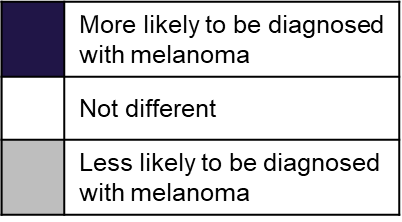 More likely to be diagnosed
with melanoma
Not different
Less likely to be diagnosed
with melanoma